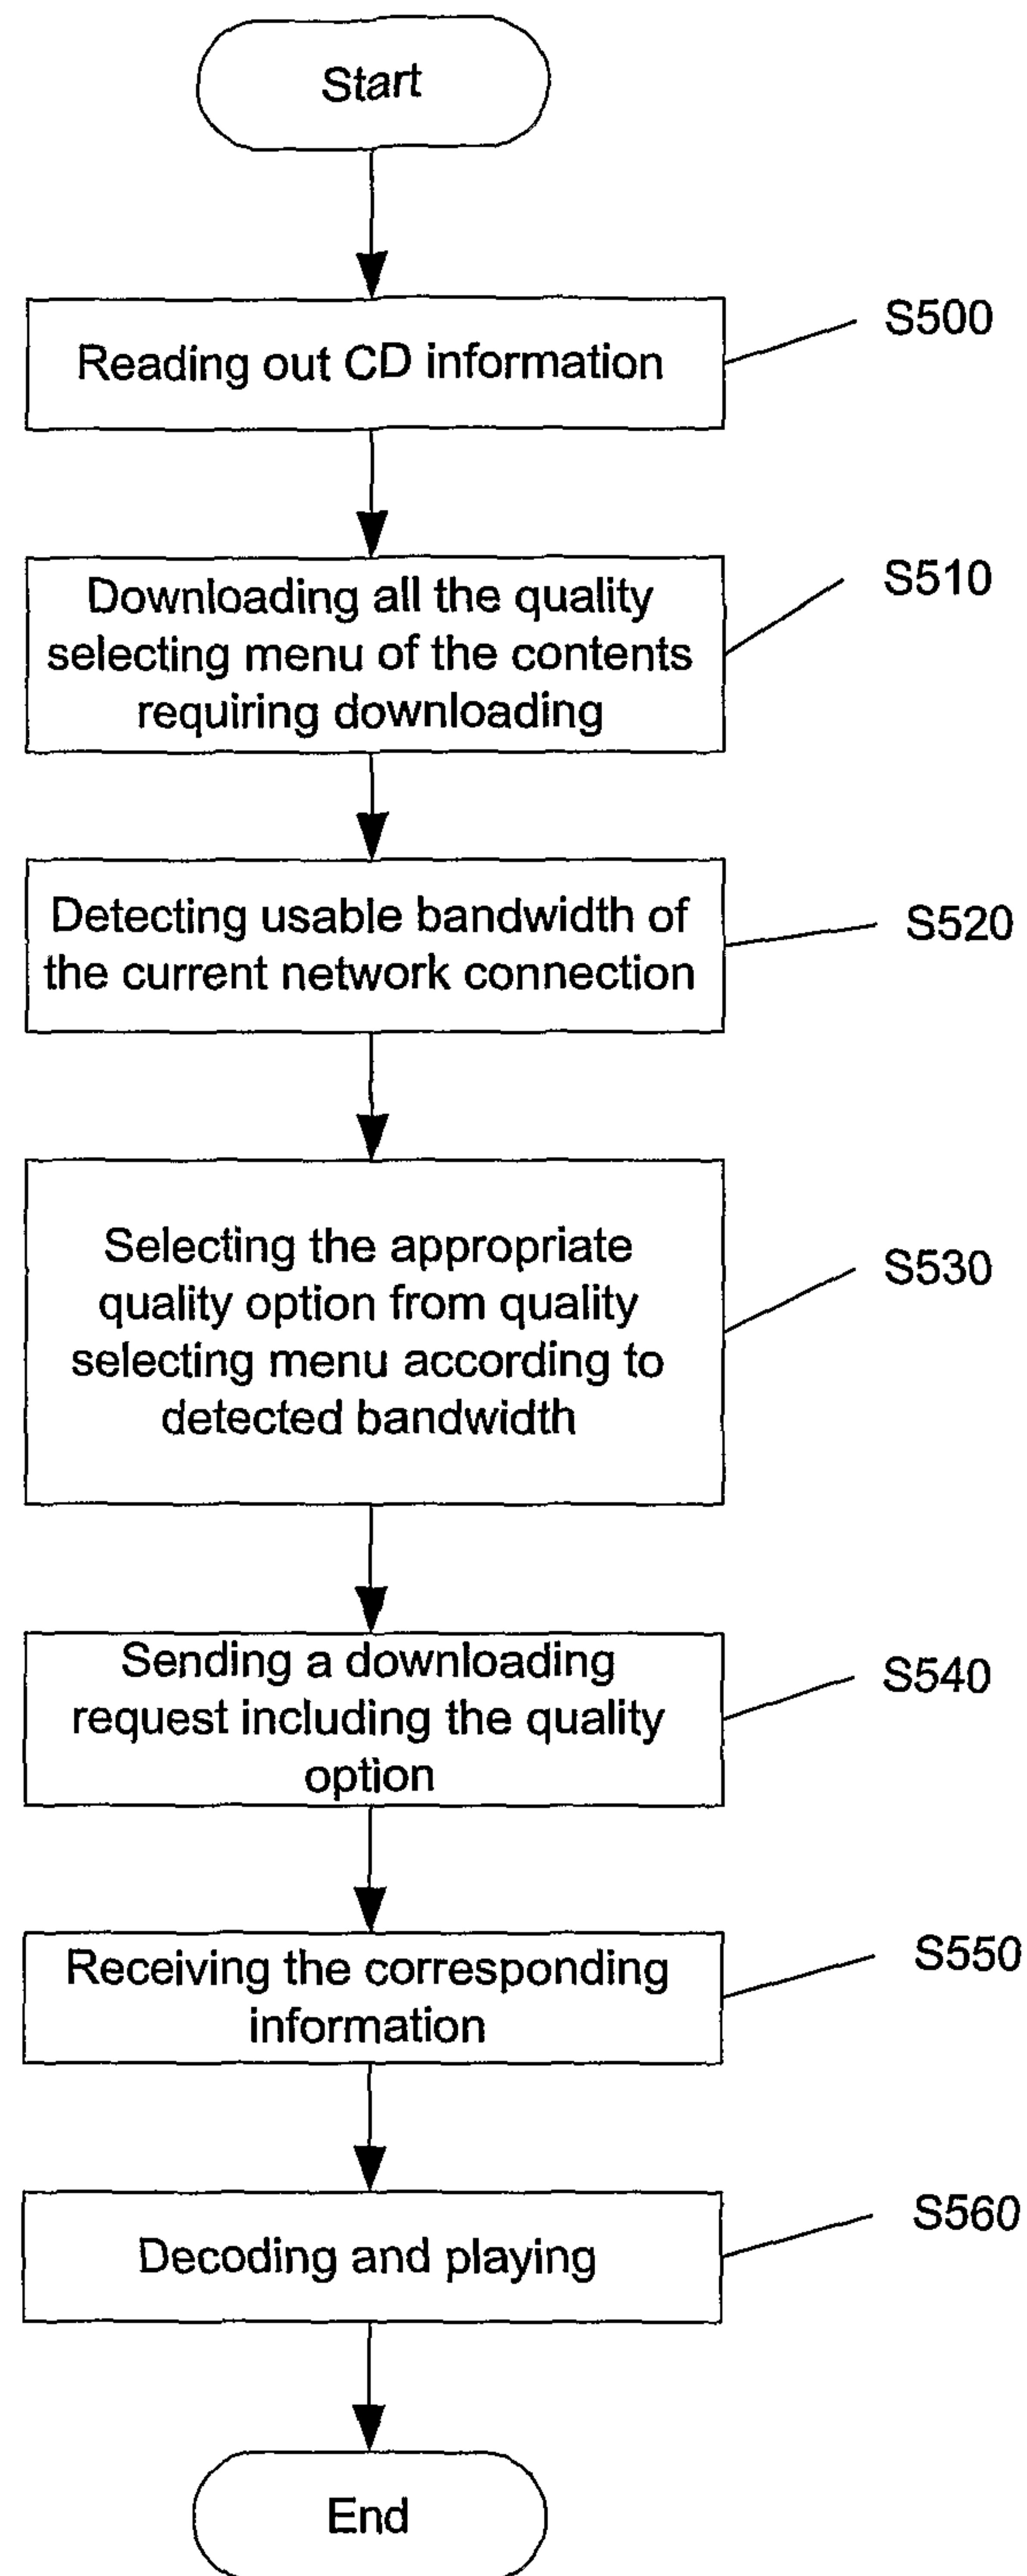 Start
Reading out CD information
S500
Downloading all the quality
selecting menu of the contents
requiring downloading
S510
Detecting usable bandwidth of
the current network connection
S520
Selecting the appropriate
quality option from quality
selecting menu according to
detected bandwidth
S530
Sending a downloading
request including the quality
option
S540
Receiving the corresponding
information
S550
Decoding and playing
S560
End